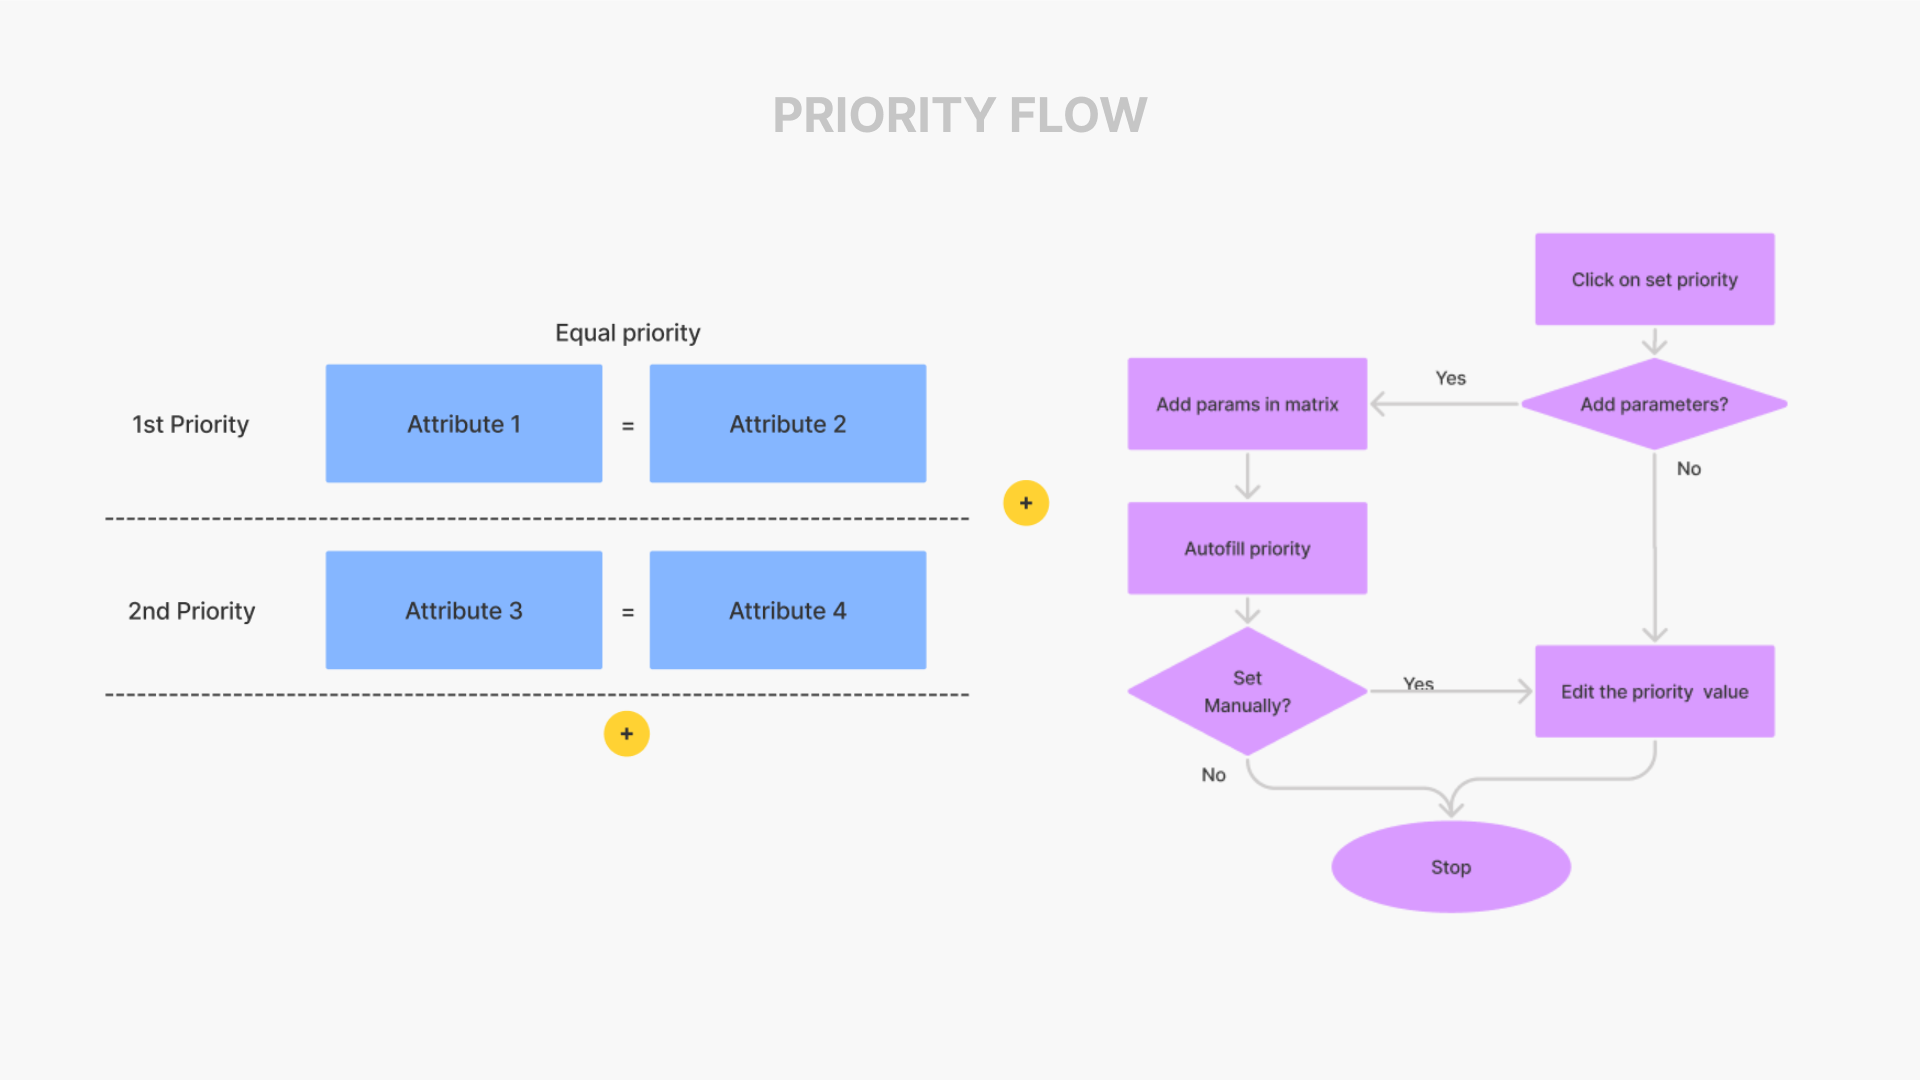 PRIORITY FLOW
Equal priority
1st Priority
Attribute 1
=
Attribute 2
+
2nd Priority
Attribute 3
=
Attribute 4
+
Click on set priority
Add parameters?
Yes
Add params in matrix
No
Autofill priority
Set
Manually?
Yes
Edit the priority value
No
Stop